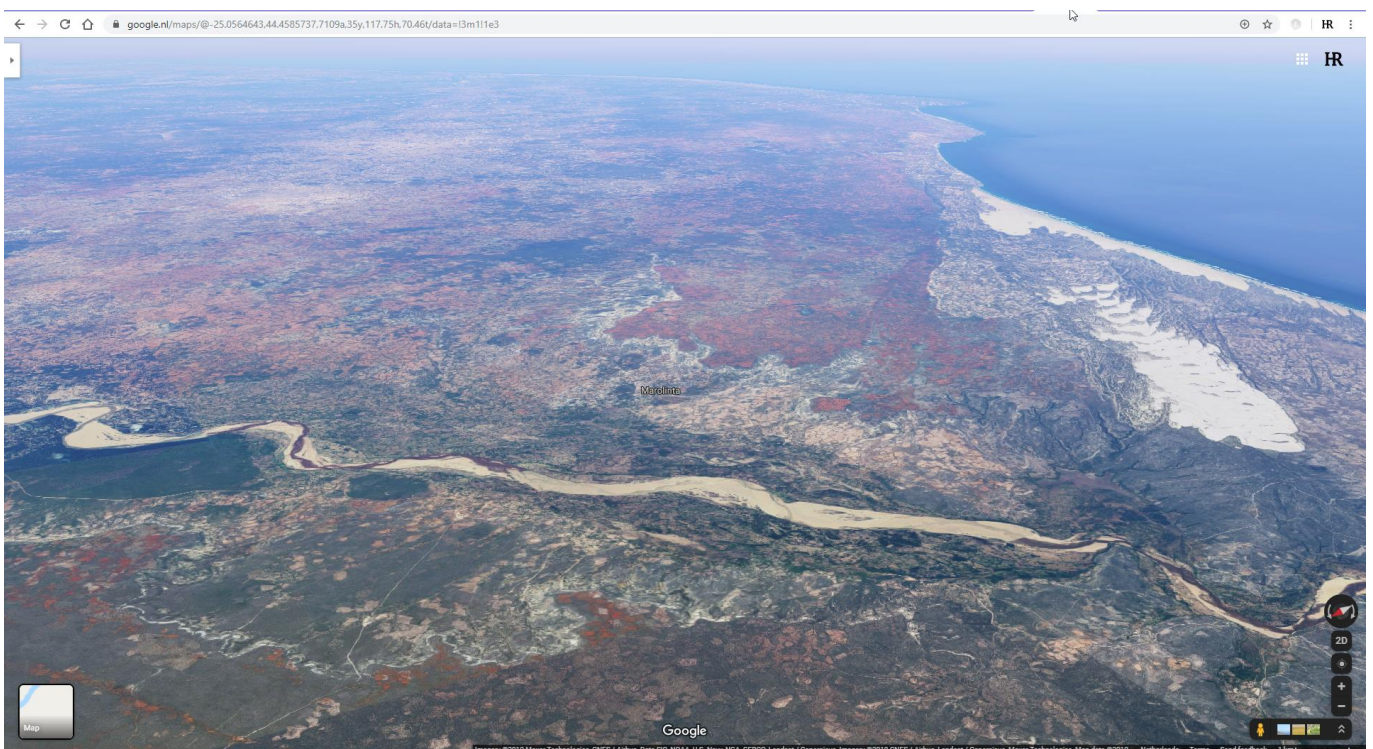 google.nl/maps/@-25.0564643,44.4585737,7109a,35y,117.75h,70.46t/data=!3m1!1e3
HR
HR
Marolinta
2D
Map
Google